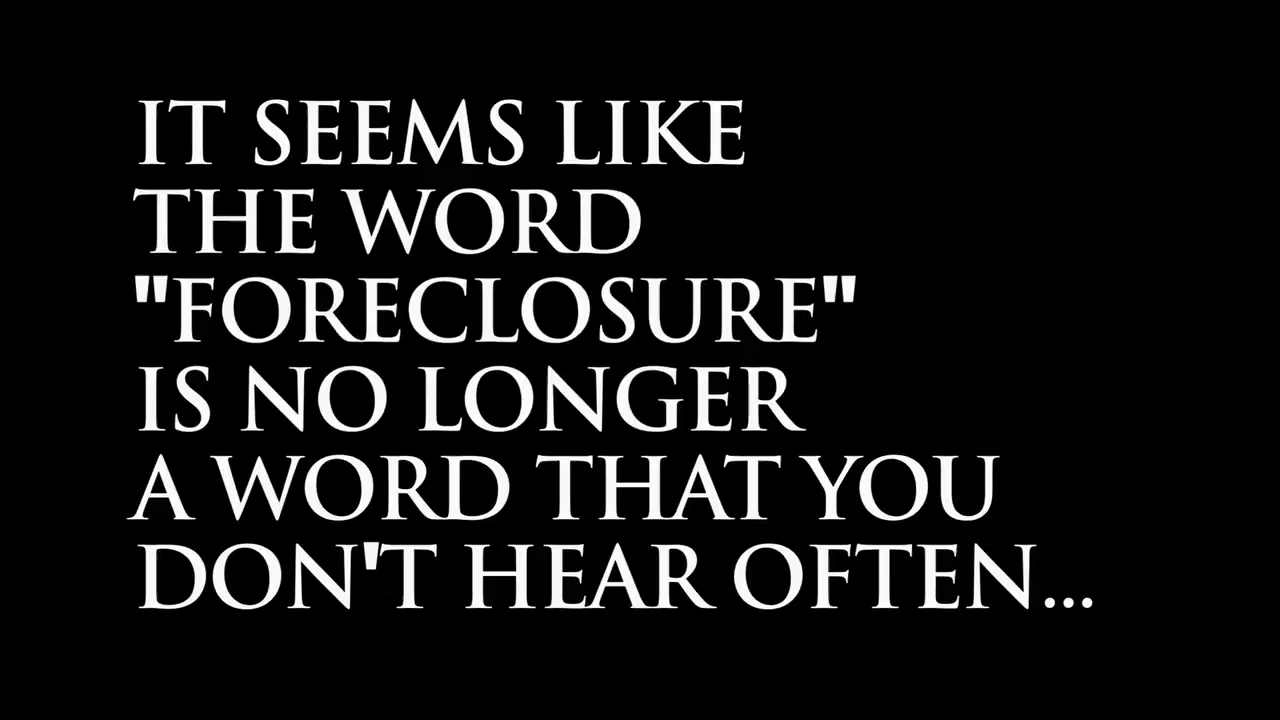 IT SEEMS LIKE
THE WORD
"FORECLOSURE"
IS NO LONGER
A WORD THAT YOU
DON'T HEAR OFTEN...